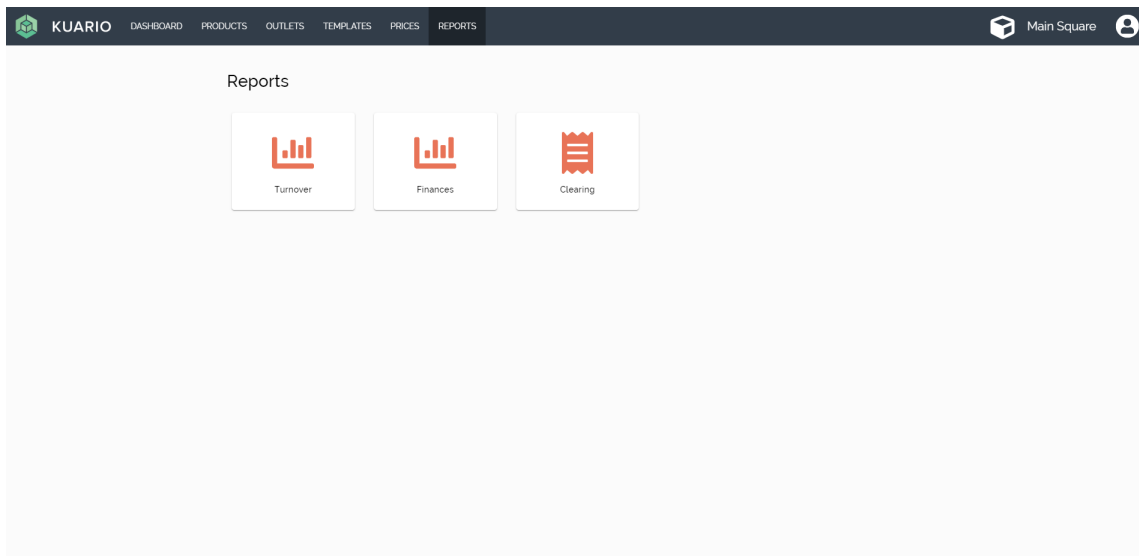 KUARIO DASHBOARD PRODUCTS OUTLETS TEMPLATES PRICES REPORTS Main Square
Reports
Turnover Finances Clearing